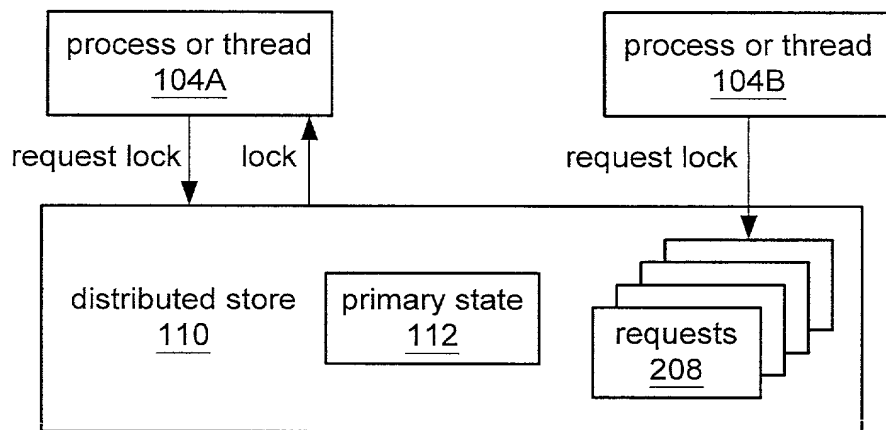 process or thread
104A
process or thread
104B
request lock
lock
request lock
distributed store
110
primary state
112
requests
208